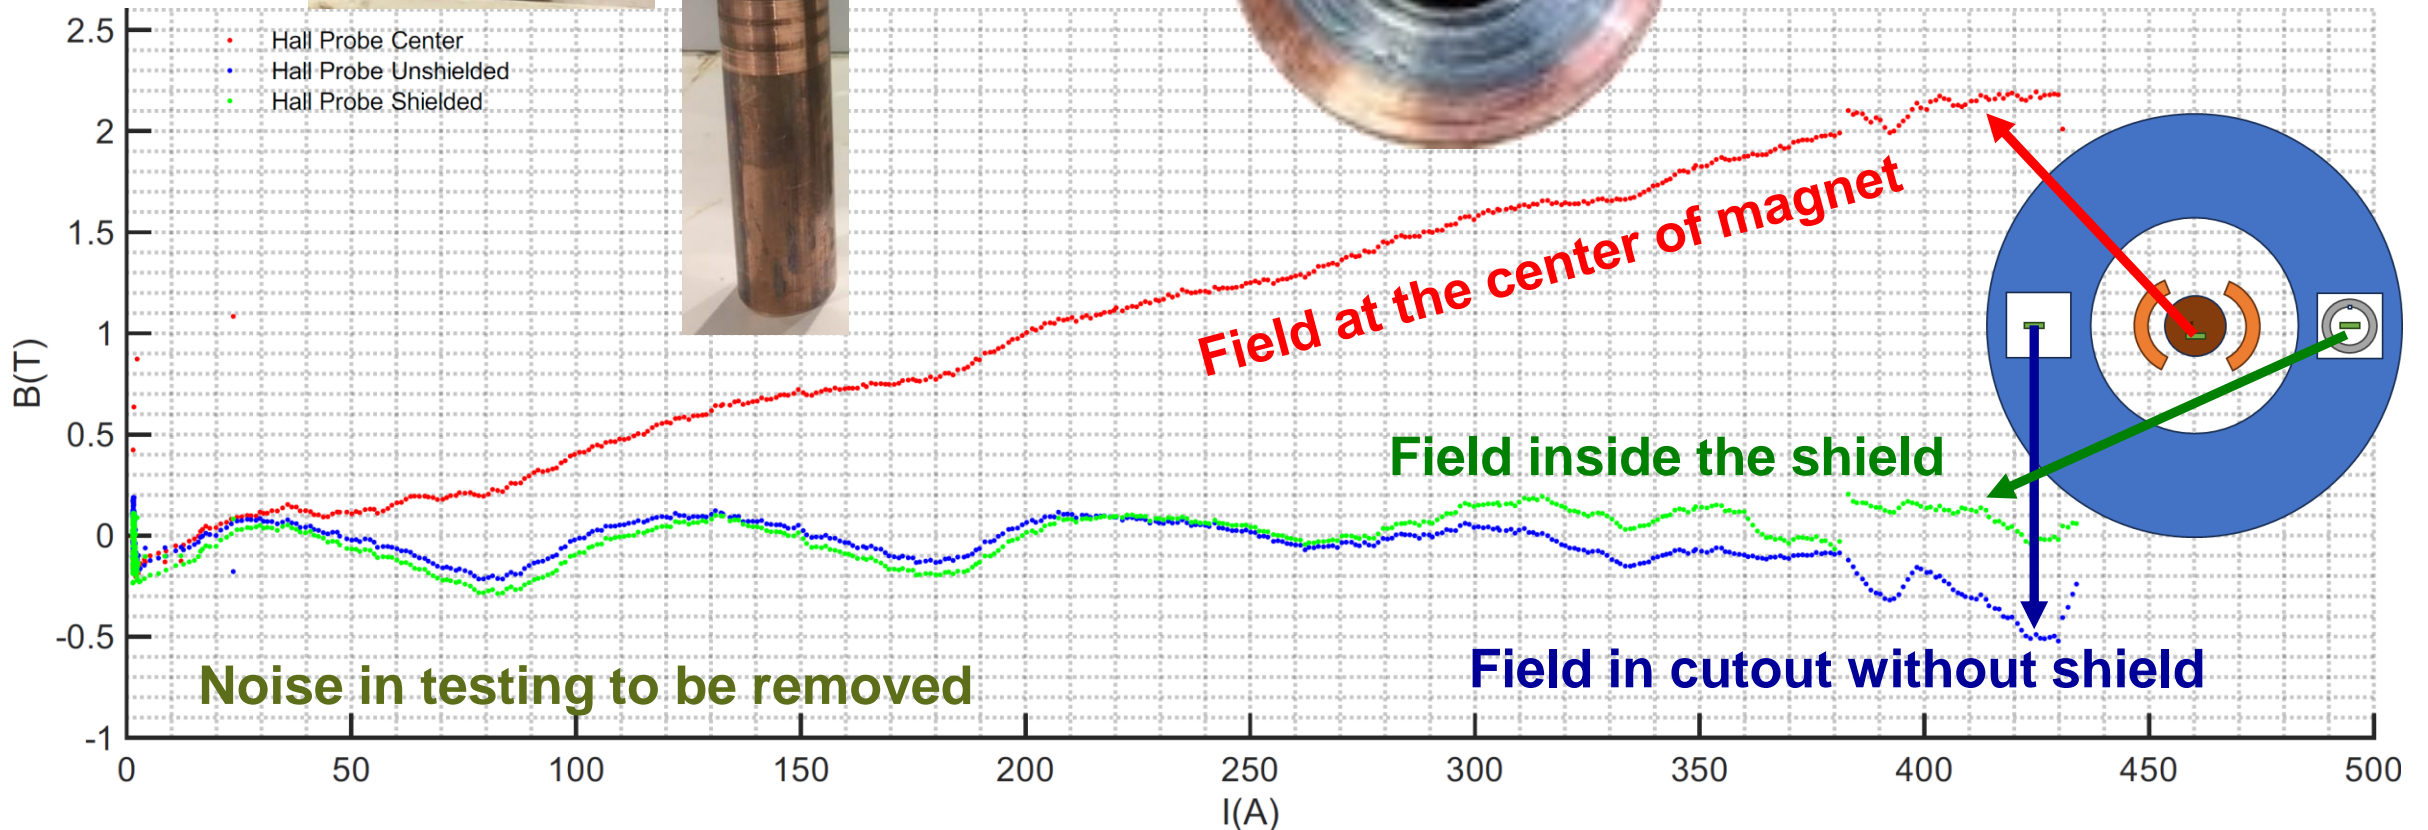 2.5
2
1.5
1
0.5
0
-0.5
-1
B(T)
Hall Probe Center
Hall Probe Unshielded
Hall Probe Shielded
Field at the center of magnet
Field inside the shield
Field in cutout without shield
Noise in testing to be removed
0 50 100 150 200 250 300 350 400 450 500
I(A)